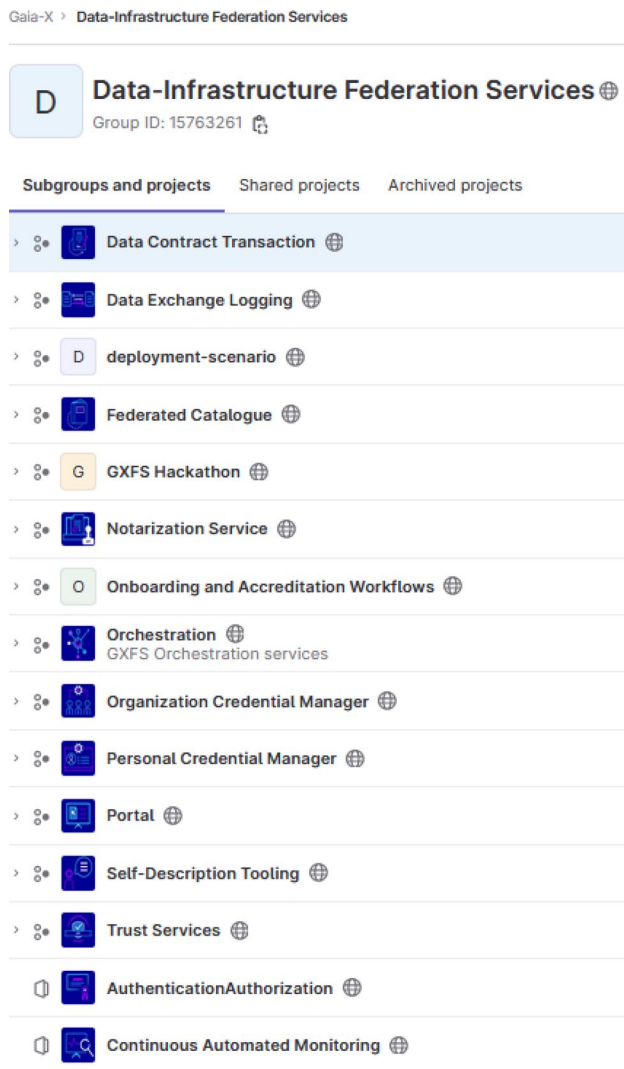 Gaia-X > Data-Infrastructure Federation Services
D
Data-Infrastructure Federation Services
Group ID: 15763261
Subgroups and projects Shared projects Archived projects
Data Contract Transaction
Data Exchange Logging
D deployment-scenario
Federated Catalogue
G GXFS Hackathon
Notarization Service
O Onboarding and Accreditation Workflows
Orchestration
GXFS Orchestration services
Organization Credential Manager
Personal Credential Manager
Portal
Self-Description Tooling
Trust Services
AuthenticationAuthorization
Continuous Automated Monitoring